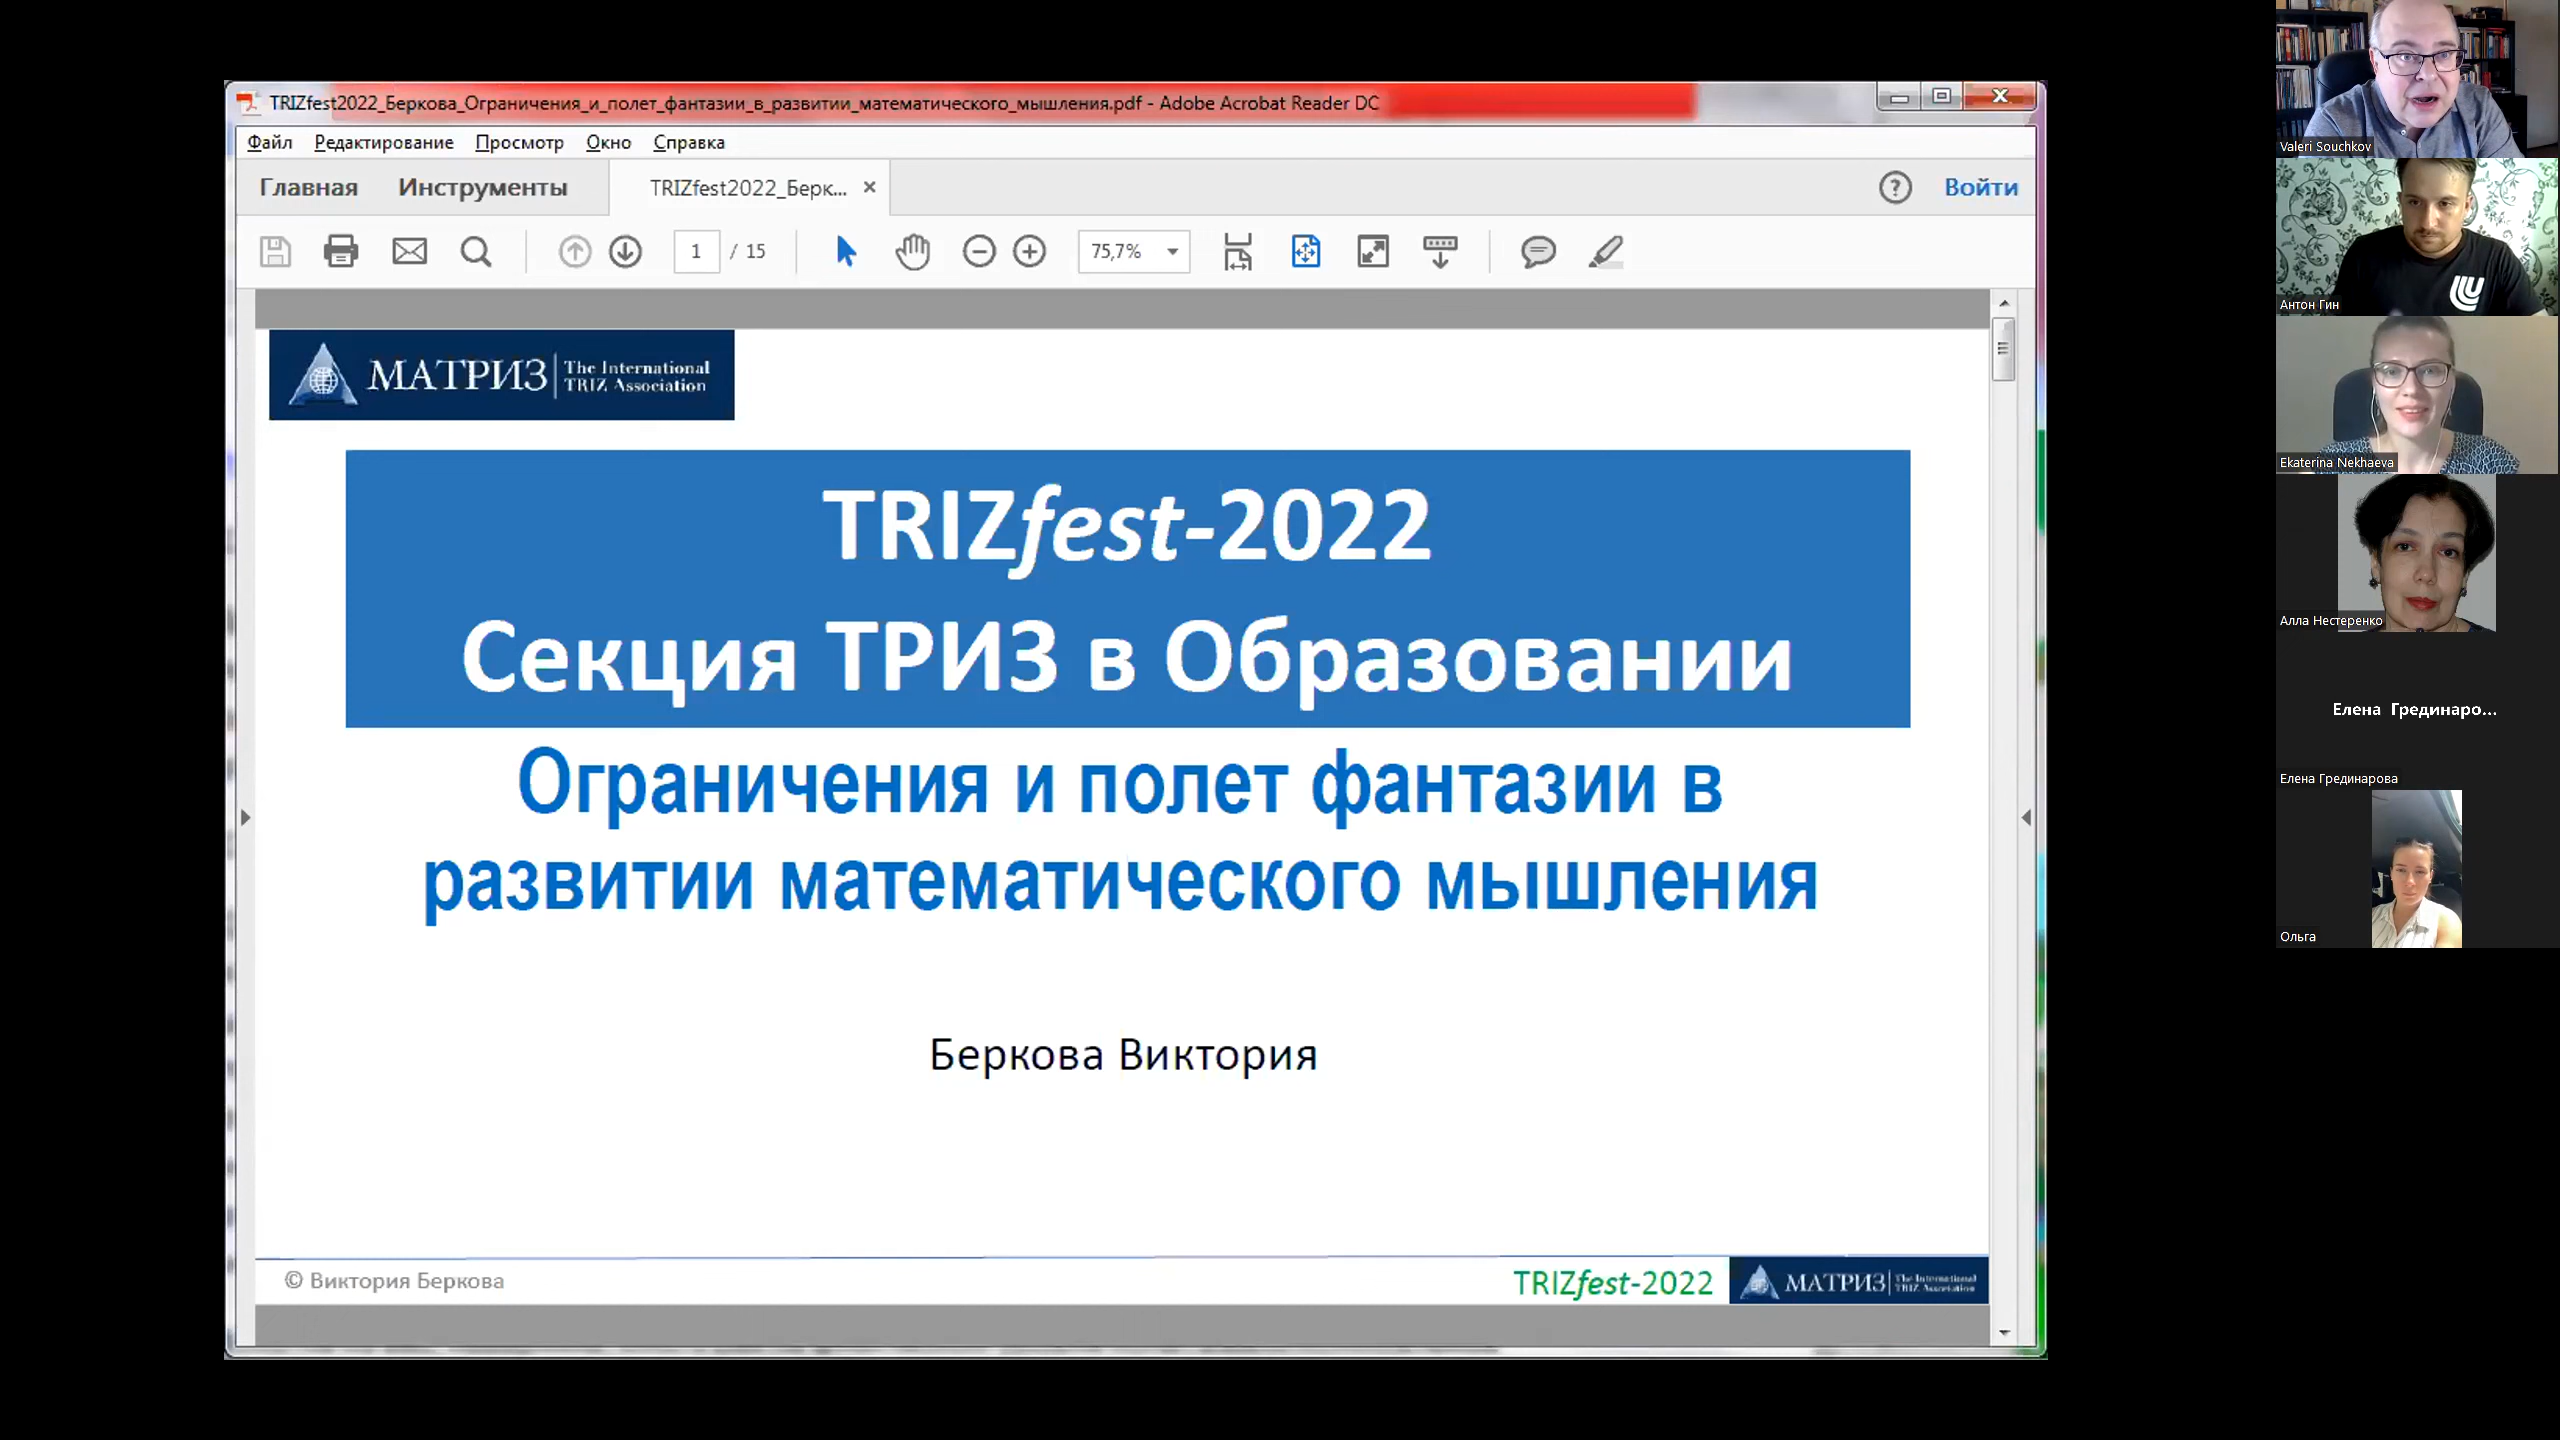 TRIZfest2022_Беркова_Ограничения_и_полет_фантазии_в_развитии_математического_мышления.pdf - Adobe Acrobat Reader DC
Файл Редактирование Просмотр Окно Справка
Главная Инструменты TRIZfest2022_Берк... Войти
1 / 15 75,7%
МАТРИЗ The International
TRIZ Association
TRIZfest-2022
Секция ТРИЗ в Образовании
Ограничения и полет фантазии в
развитии математического мышления
Беркова Виктория
© Виктория Беркова
TRIZfest-2022
МАТРИЗ The International
TRIZ Association
Valeri Souchkov
Антон Гин
Ekaterina Nekhaeva
Алла Нестеренко
Елена Грединаро...
Елена Грединарова
Ольга